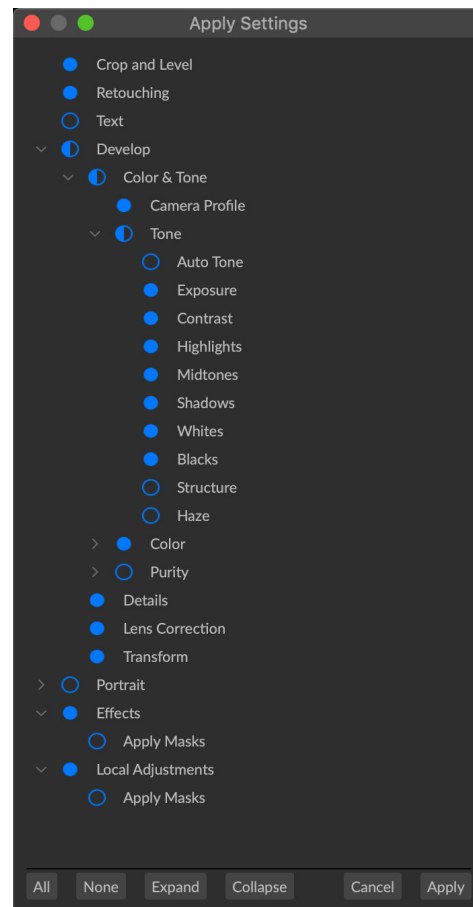 Apply Settings
Crop and Level
Retouching
Text
Develop
Color & Tone
Camera Profile
Tone
Auto Tone
Exposure
Contrast
Highlights
Midtones
Shadows
Whites
Blacks
Structure
Haze
Color
Purity
Details
Lens Correction
Transform
Portrait
Effects
Apply Masks
Local Adjustments
Apply Masks
All None Expand Collapse Cancel Apply